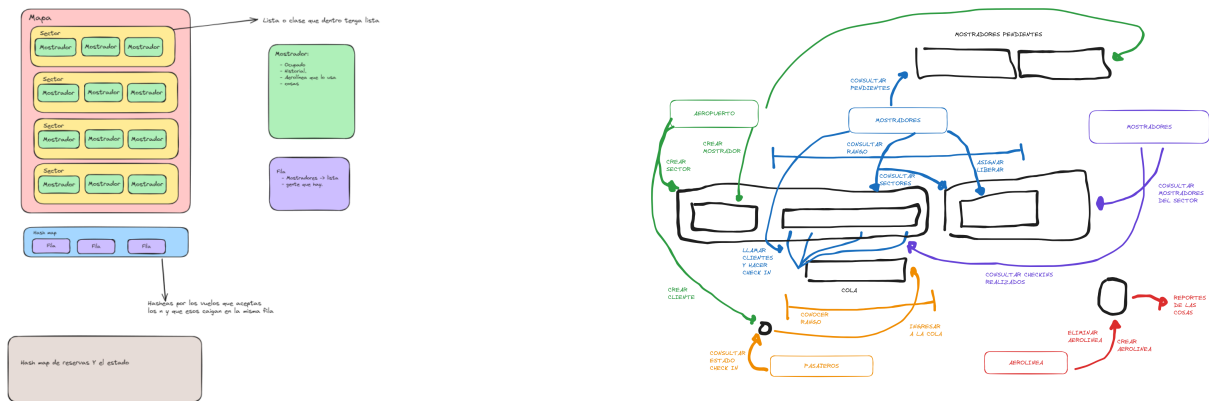 Mapa
Lista o clase que dentro tenga lista
Sector
Mostrador Mostrador Mostrador
Sector
Mostrador Mostrador Mostrador
Sector
Mostrador Mostrador Mostrador
Sector
Mostrador Mostrador Mostrador
Mostrador:
- Ocupado
- Historial,
- Aerolinea que lo usa
- cosas
Fila
- Mostradores -> lista
- gente que hay.
Hash map
Fila Fila Fila
Hasheas por los vuelos que aceptas
los n y que esos caigan en la misma fila
Hash map de reservas Y el estado
MOSTRADORES PENDIENTES
CONSULTAR
PENDIENTES
AEROPUERTO
MOSTRADORES
MOSTRADORES
CREAR
MOSTRADOR
CONSULTAR
RANGO
CREAR
SECTOR
ASIGNAR
LIBERAR
CONSULTAR
SECTORES
CONSULTAR
MOSTRADORES
DEL SECTOR
LLAMAR
CLIENTES
Y HACER
CHECK IN
CONSULTAR CHECKINS
REALIZADOS
CREAR
CLIENTE
COLA
CONOCER
RANGO
INGRESAR
A LA COLA
REPORTES
DE LAS
COSAS
ELIMINAR
AEROLINEA
CREAR
AEROLINEA
CONSULTAR
ESTADO
CHECK IN
PASAJEROS
AEROLINEA